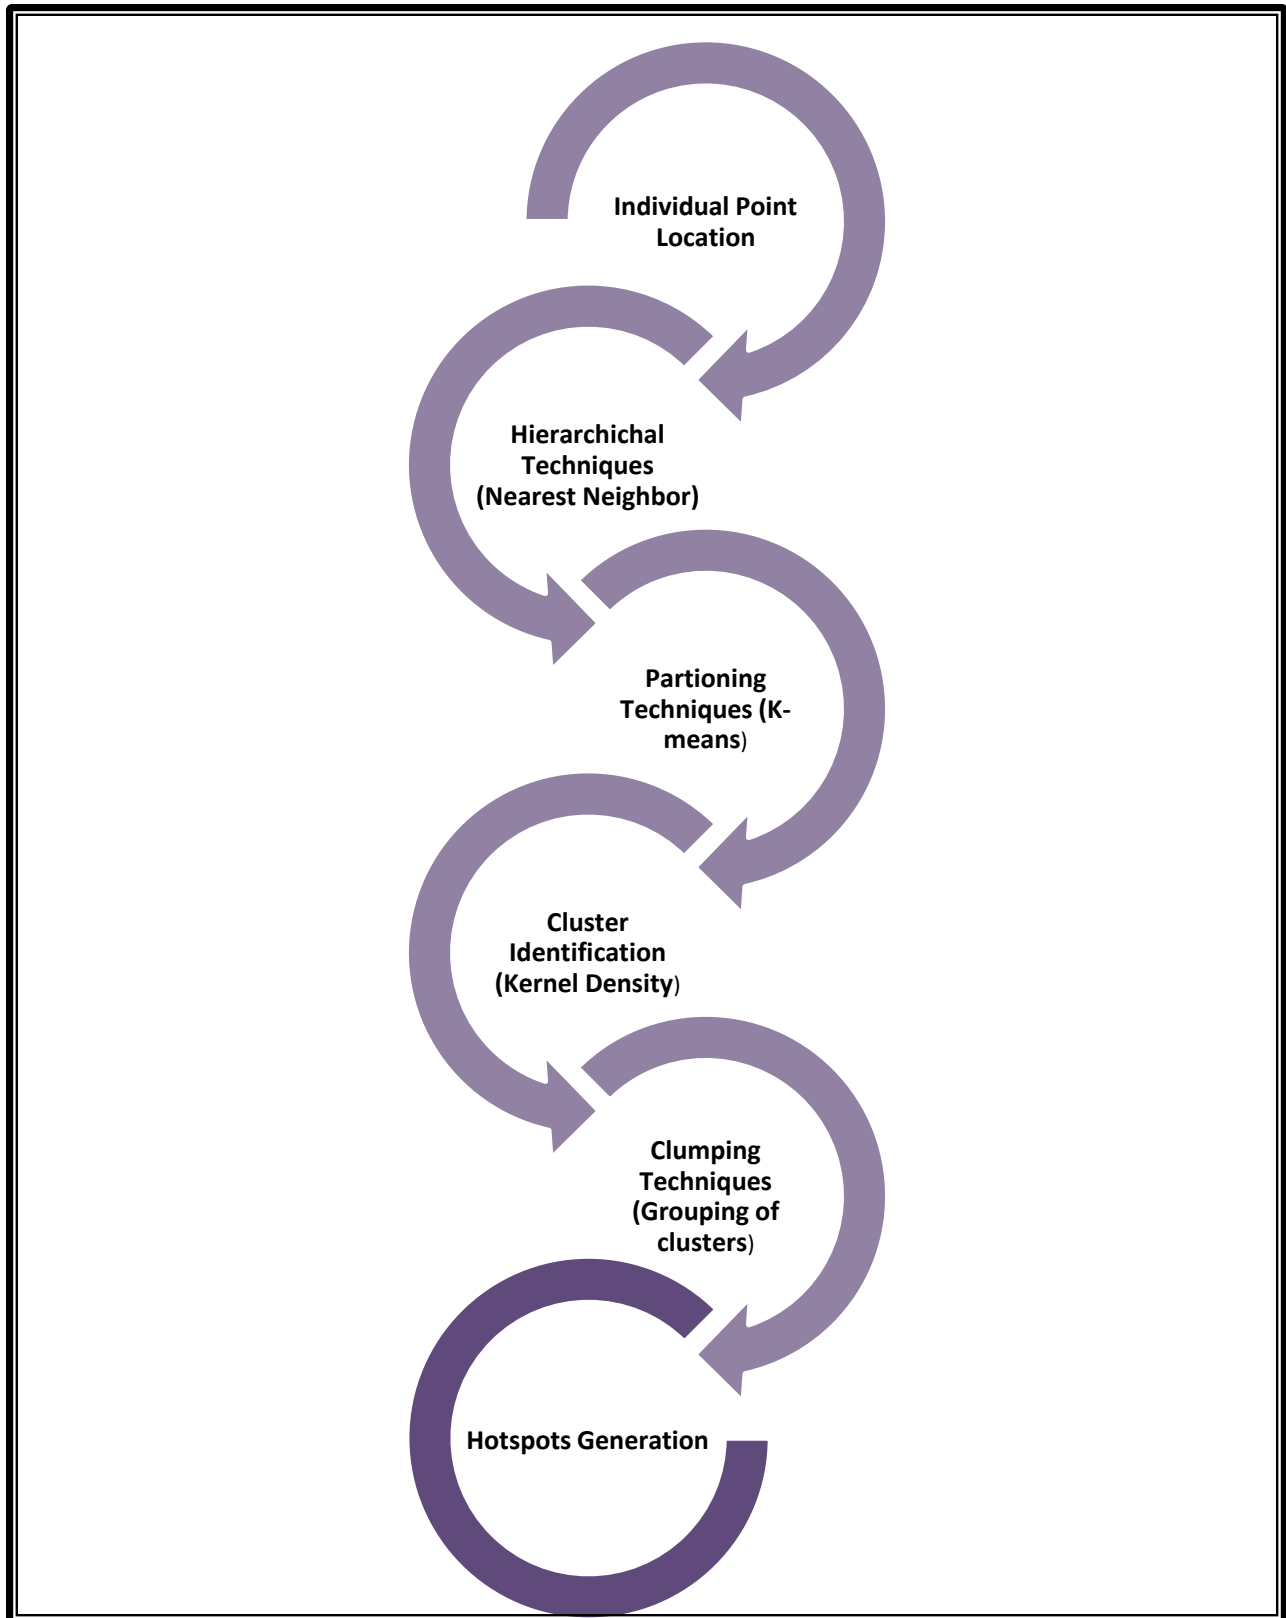 Individual Point
Location
Hierarchichal
Techniques
(Nearest Neighbor)
Partioning
Techniques (K-
means)
Cluster
Identification
(Kernel Density)
Clumping
Techniques
(Grouping of
clusters)
Hotspots Generation